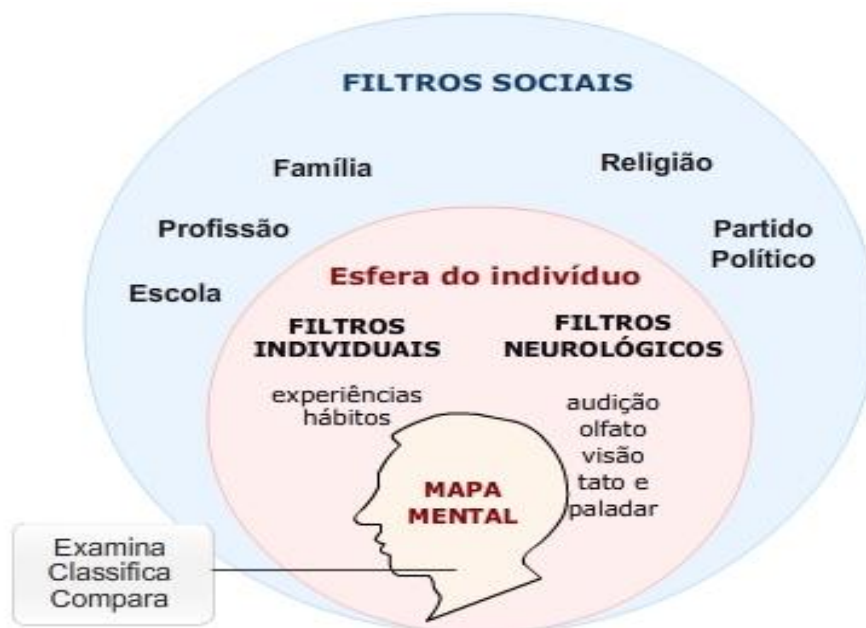 FILTROS SOCIAIS
Família
Religião
Profissão
Partido
Político
Escola
Esfera do indivíduo
FILTROS
INDIVIDUAIS
experiências
hábitos
FILTROS
NEUROLÓGICOS
audição
olfato
visão
tato e
paladar
MAPA
MENTAL
Examina
Classifica
Compara